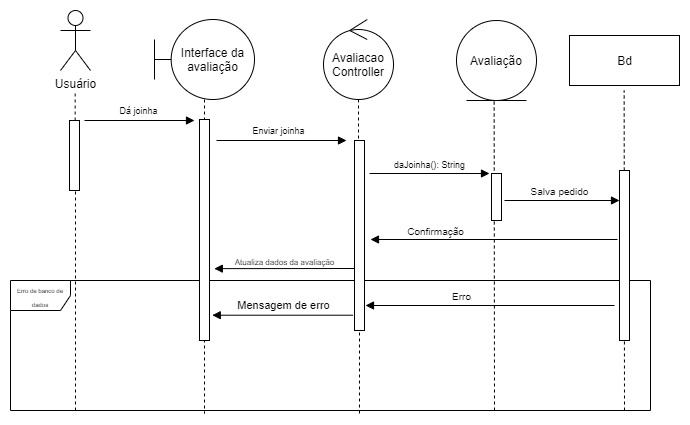 Usuário
Interface da
avaliação
Avaliacao
Controller
Avaliação
Bd
Dá joinha
Enviar joinha
daJoinha(): String
Salva pedido
Confirmação
Atualiza dados da avaliação
Erro de banco de
dados
Erro
Mensagem de erro